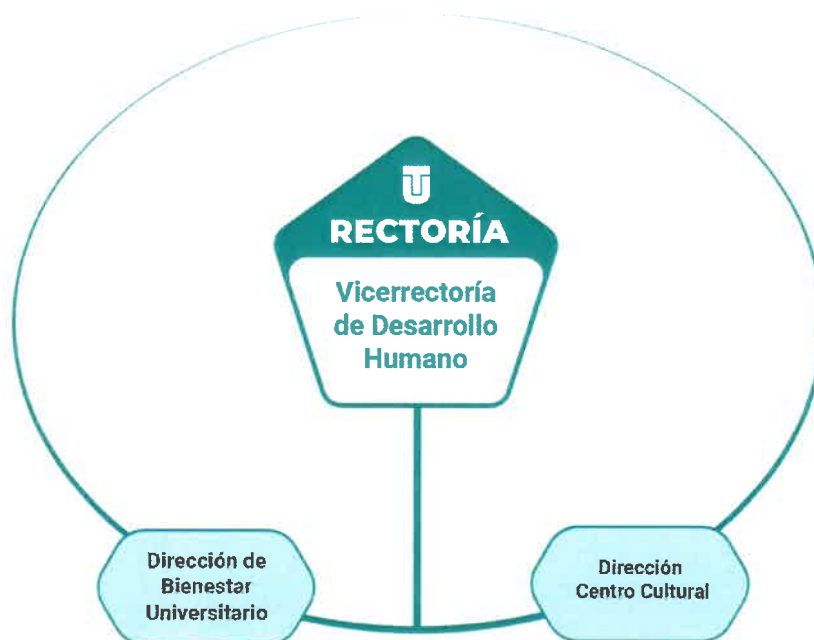 RECTORÍA
Vicerrectoría
de Desarrollo
Humano
Dirección de
Bienestar
Universitario
Dirección
Centro Cultural